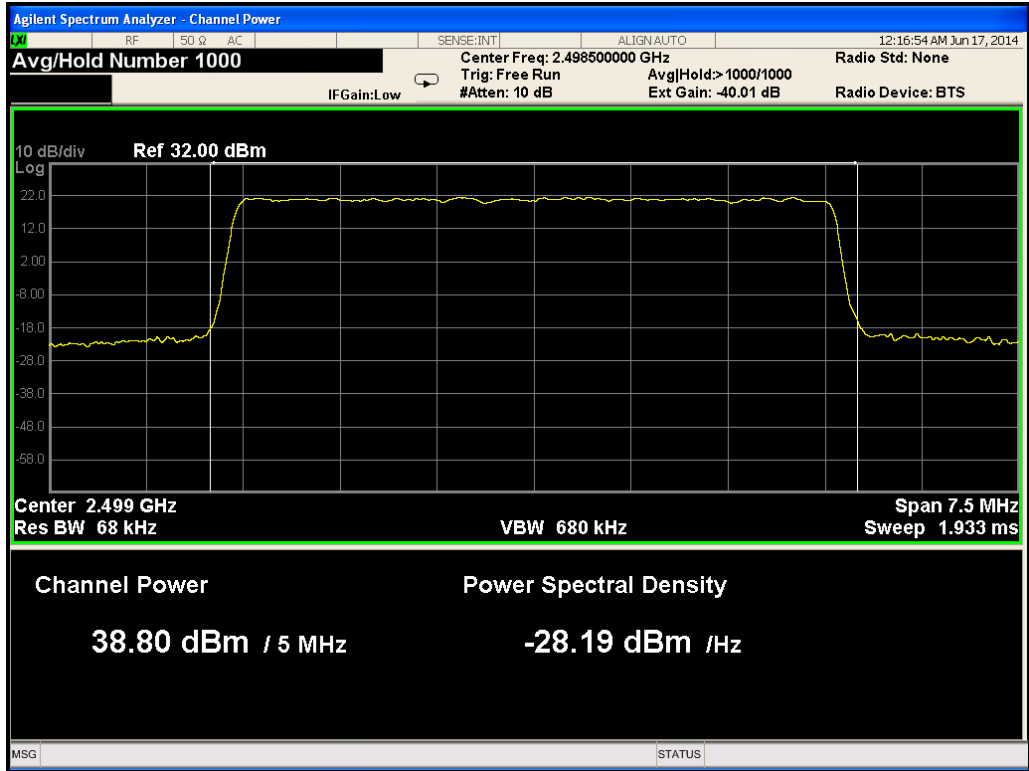 Agilent Spectrum Analyzer - Channel Power
LXI RF 50 Ω AC SENSE:INT ALIGN AUTO 12:16:54 AM Jun 17, 2014
Avg/Hold Number 1000
Center Freq: 2.498500000 GHz Radio Std: None
Trig: Free Run Avg|Hold:>1000/1000
IFGain:Low #Atten: 10 dB Ext Gain: -40.01 dB Radio Device: BTS
10 dB/div Ref 32.00 dBm
Log
22.0
12.0
2.00
-8.00
-18.0
-28.0
-38.0
-48.0
-58.0
Center 2.499 GHz Span 7.5 MHz
Res BW 68 kHz VBW 680 kHz Sweep 1.933 ms
Channel Power Power Spectral Density
38.80 dBm / 5 MHz -28.19 dBm /Hz
MSG STATUS